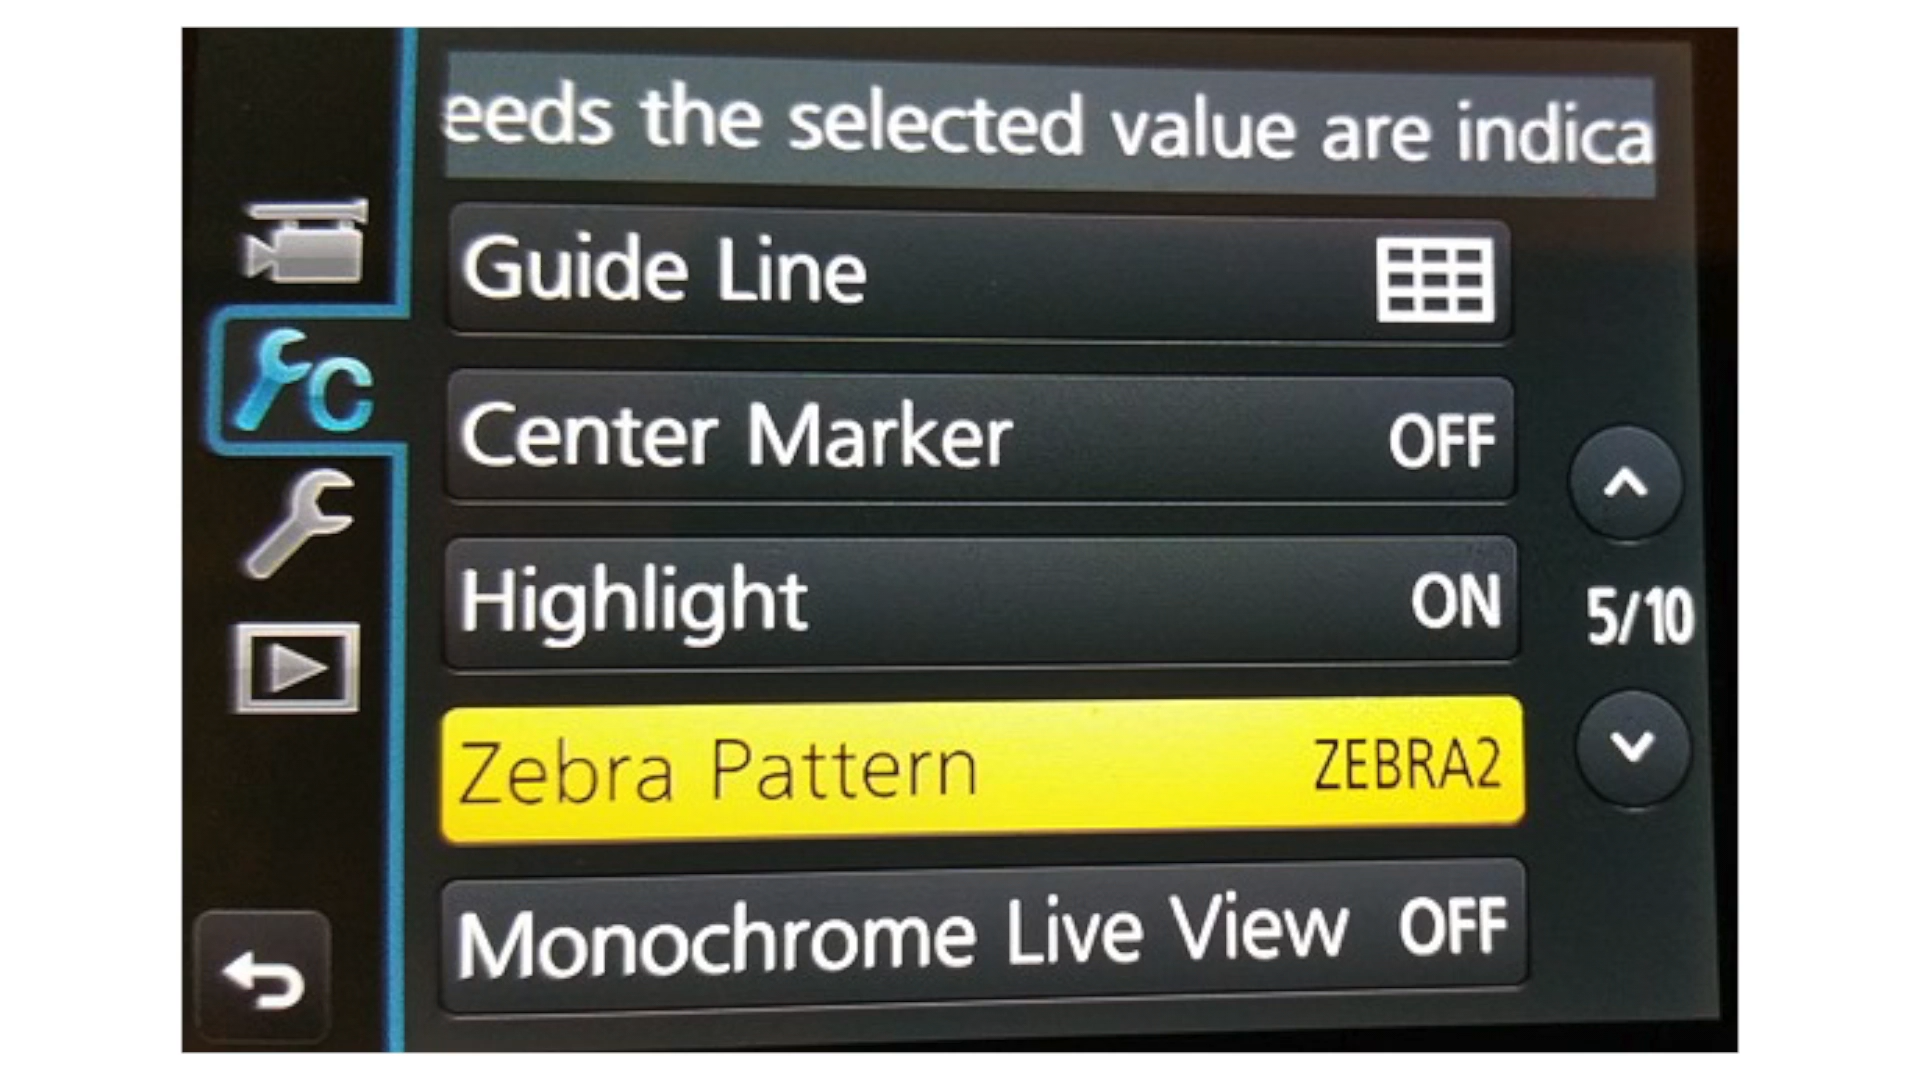 eeds the selected value are indica
Guide Line
Center Marker OFF
Highlight ON
Zebra Pattern ZEBRA2
Monochrome Live View OFF
5/10
C